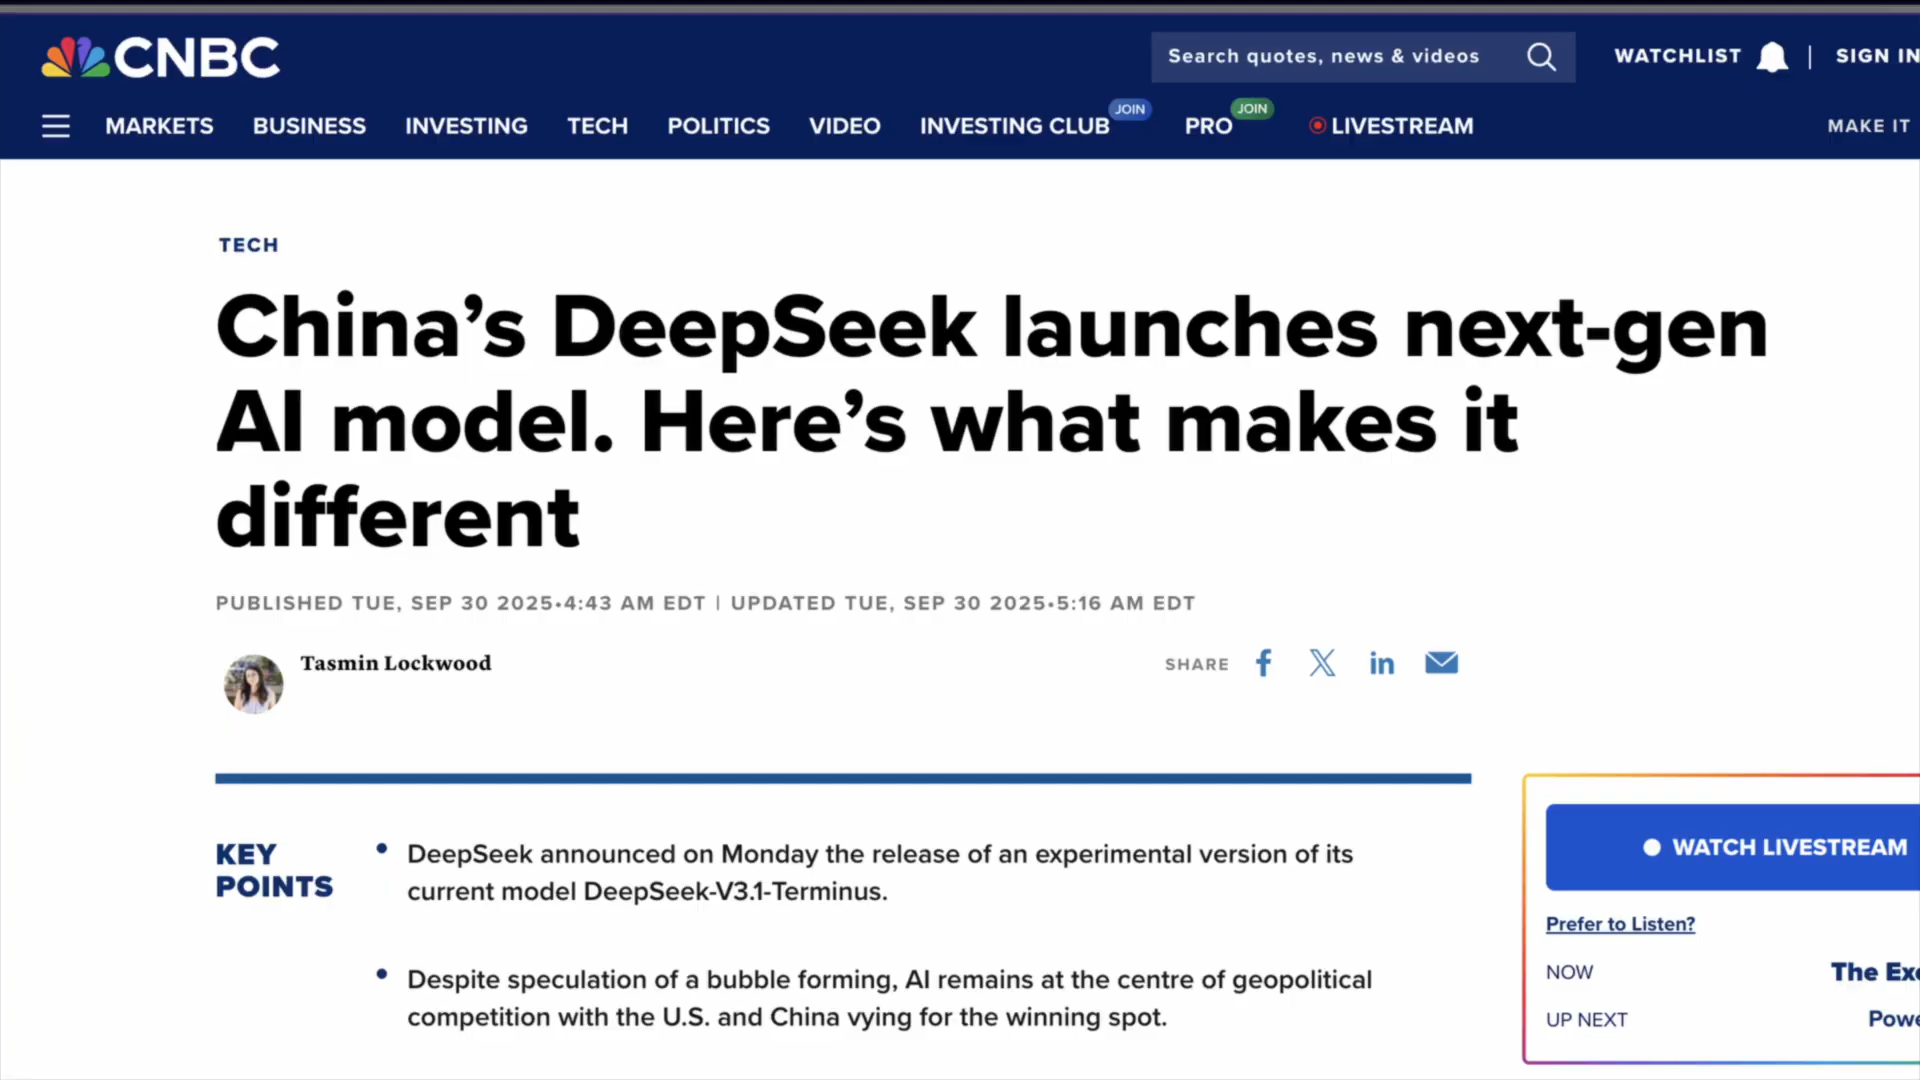 CNBC
Search quotes, news & videos
WATCHLIST
SIGN IN
MARKETS BUSINESS INVESTING TECH POLITICS VIDEO INVESTING CLUB JOIN PRO JOIN LIVESTREAM
MAKE IT
TECH
China’s DeepSeek launches next-gen
AI model. Here’s what makes it
different
PUBLISHED TUE, SEP 30 2025•4:43 AM EDT | UPDATED TUE, SEP 30 2025•5:16 AM EDT
Tasmin Lockwood
SHARE
KEY
POINTS
• DeepSeek announced on Monday the release of an experimental version of its
current model DeepSeek-V3.1-Terminus.
• Despite speculation of a bubble forming, AI remains at the centre of geopolitical
competition with the U.S. and China vying for the winning spot.
WATCH LIVESTREAM
Prefer to Listen?
NOW
The
UP NEXT